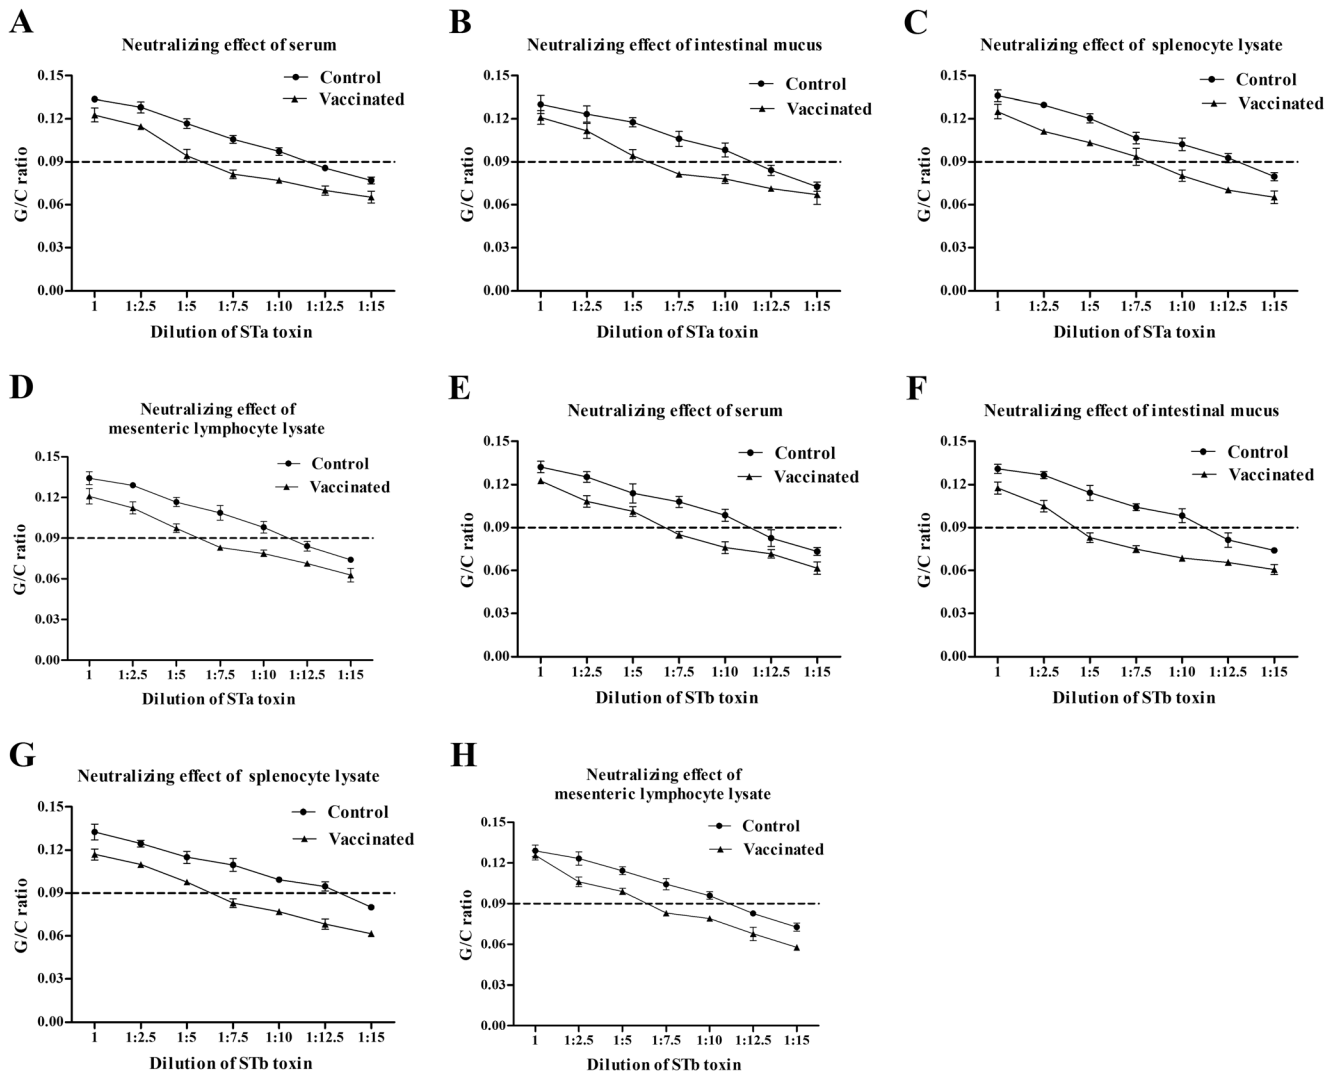 A
Neutralizing effect of serum
Control
Vaccinated
0.15
0.12
0.09
0.06
0.03
0.00
G/C ratio
1 1:2.5 1:5 1:7.5 1:10 1:12.5 1:15
Dilution of STa toxin
B
Neutralizing effect of intestinal mucus
Control
Vaccinated
0.15
0.12
0.09
0.06
0.03
0.00
G/C ratio
1 1:2.5 1:5 1:7.5 1:10 1:12.5 1:15
Dilution of STa toxin
C
Neutralizing effect of splenocyte lysate
Control
Vaccinated
0.15
0.12
0.09
0.06
0.03
0.00
G/C ratio
1 1:2.5 1:5 1:7.5 1:10 1:12.5 1:15
Dilution of STa toxin
D
Neutralizing effect of
mesenteric lymphocyte lysate
Control
Vaccinated
0.15
0.12
0.09
0.06
0.03
0.00
G/C ratio
1 1:2.5 1:5 1:7.5 1:10 1:12.5 1:15
Dilution of STa toxin
E
Neutralizing effect of serum
Control
Vaccinated
0.15
0.12
0.09
0.06
0.03
0.00
G/C ratio
1 1:2.5 1:5 1:7.5 1:10 1:12.5 1:15
Dilution of STb toxin
F
Neutralizing effect of intestinal mucus
Control
Vaccinated
0.15
0.12
0.09
0.06
0.03
0.00
G/C ratio
1 1:2.5 1:5 1:7.5 1:10 1:12.5 1:15
Dilution of STb toxin
G
Neutralizing effect of splenocyte lysate
Control
Vaccinated
0.15
0.12
0.09
0.06
0.03
0.00
G/C ratio
1 1:2.5 1:5 1:7.5 1:10 1:12.5 1:15
Dilution of STb toxin
H
Neutralizing effect of
mesenteric lymphocyte lysate
Control
Vaccinated
0.15
0.12
0.09
0.06
0.03
0.00
G/C ratio
1 1:2.5 1:5 1:7.5 1:10 1:12.5 1:15
Dilution of STb toxin